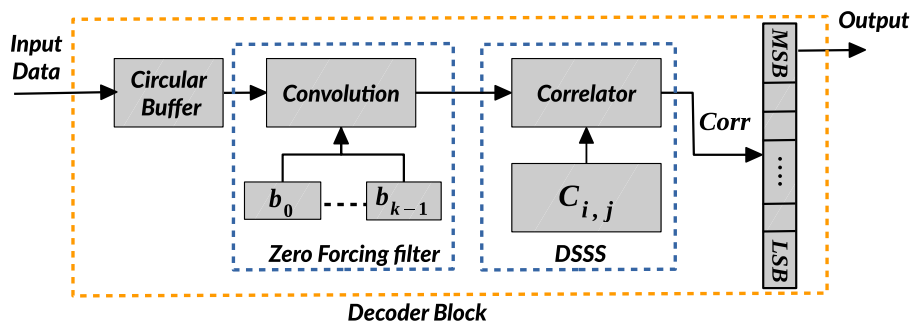 Output
Input
Data
Circular
Buffer
Convolution
Correlator
Corr
MSB
....
LSB
b0
bk−1
Ci, j
Zero Forcing filter
DSSS
Decoder Block